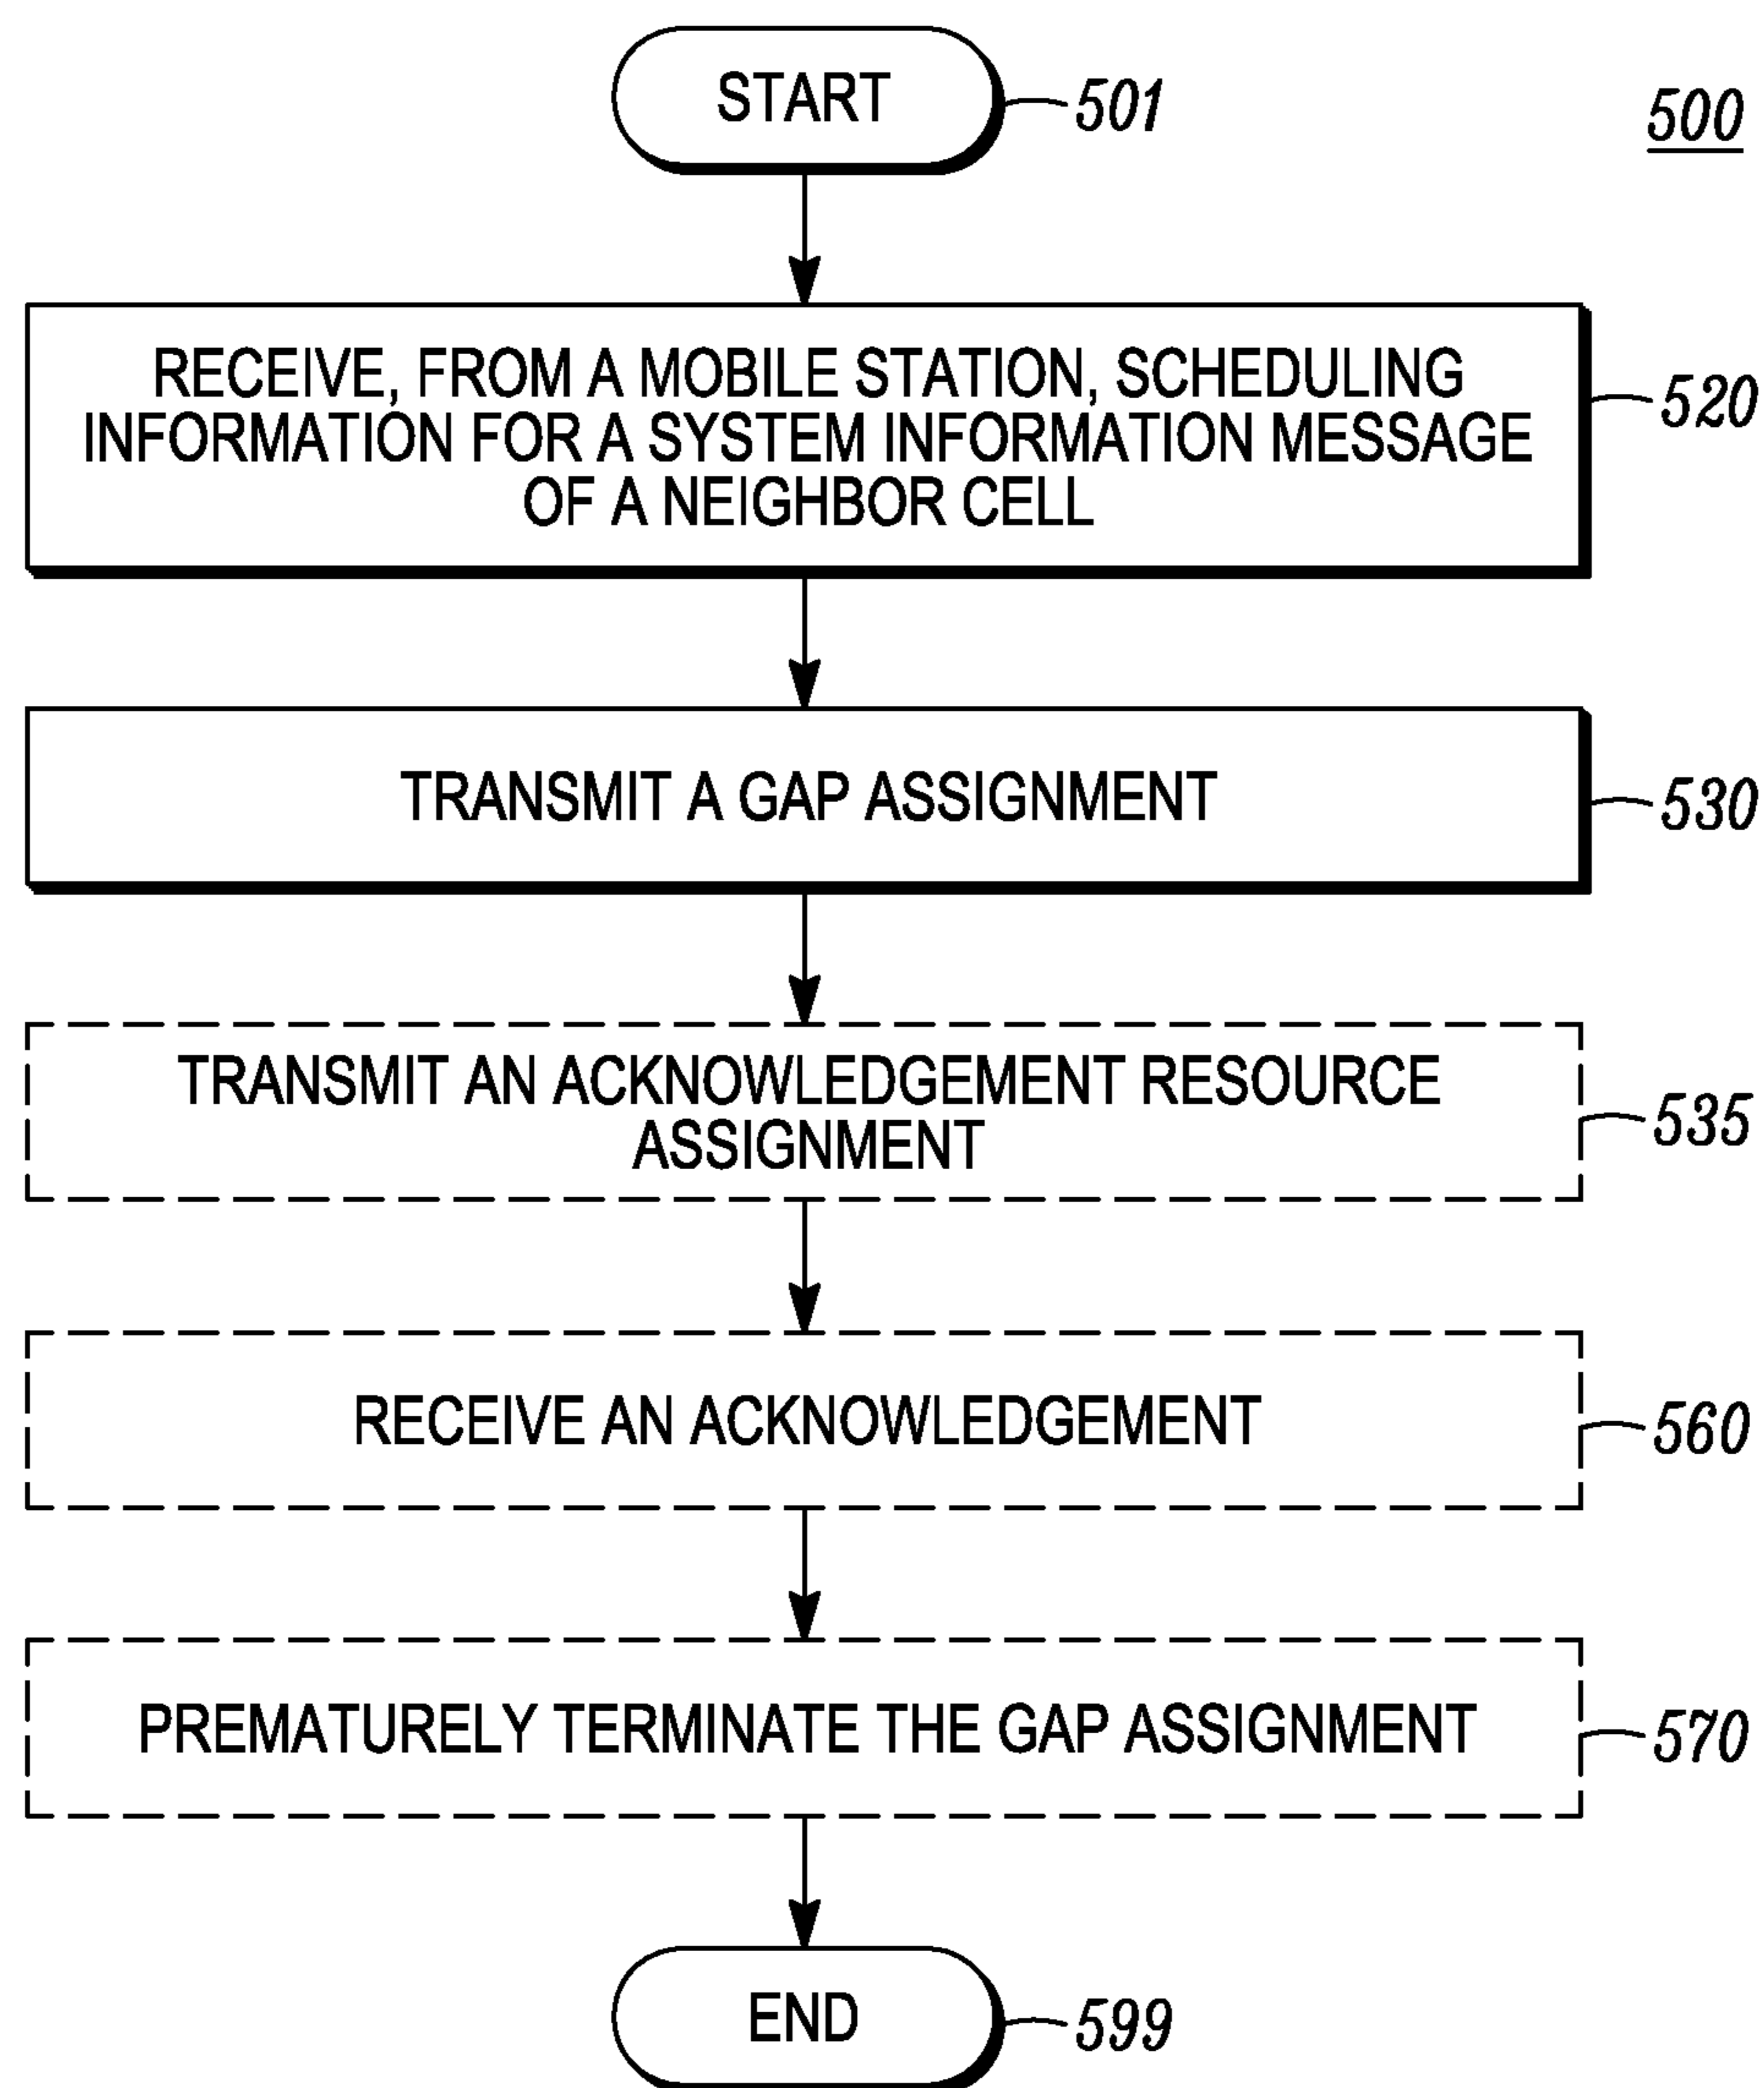 START
501
500
RECEIVE, FROM A MOBILE STATION, SCHEDULING
INFORMATION FOR A SYSTEM INFORMATION MESSAGE
OF A NEIGHBOR CELL
520
TRANSMIT A GAP ASSIGNMENT
530
TRANSMIT AN ACKNOWLEDGEMENT RESOURCE
ASSIGNMENT
535
RECEIVE AN ACKNOWLEDGEMENT
560
PREMATURELY TERMINATE THE GAP ASSIGNMENT
570
END
599